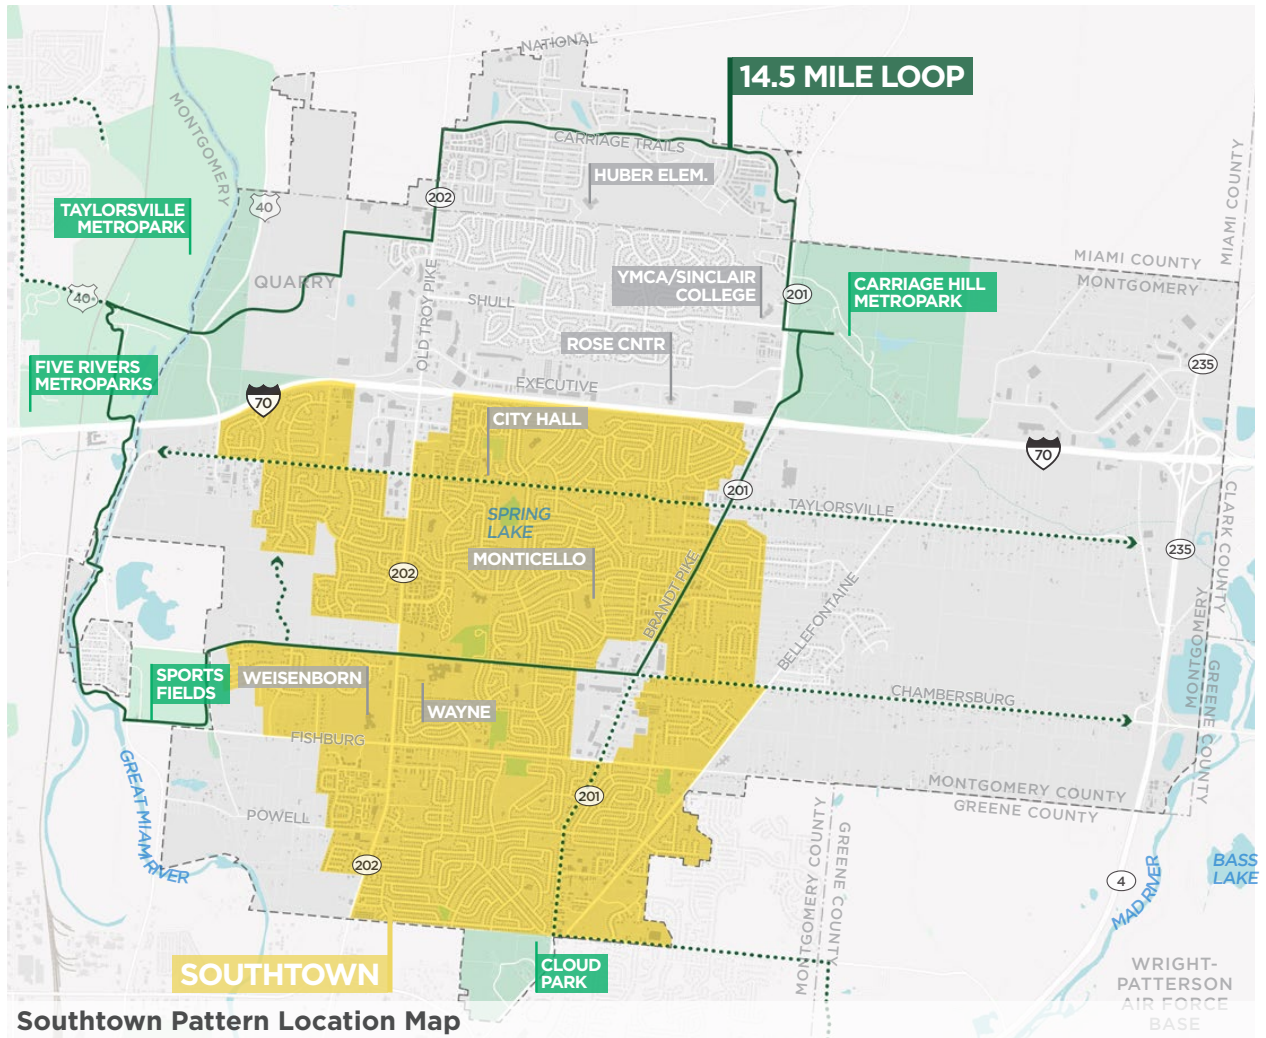 NATIONAL
14.5 MILE LOOP
MONTGOMERY
CARRIAGE TRAILS
HUBER ELEM.
MIAMI COUNTY
202
40
TAYLORSVILLE
METROPARK
MIAMI COUNTY
MONTGOMERY
QUARRY
YMCA/SINCLAIR
COLLEGE
201
CARRIAGE HILL
METROPARK
40
SHULL
OLD TROY PIKE
ROSE CNTR
235
FIVE RIVERS
METROPARKS
EXECUTIVE
70
CITY HALL
70
201
TAYLORSVILLE
SPRING
LAKE
CLARK COUNTY
235
MONTICELLO
202
BRANDT PIKE
BELLEFONTAINE
MONTGOMERY
GREENE COUNTY
SPORTS
FIELDS
WEISENBORN
WAYNE
CHAMBERSBURG
FISHBURG
GREAT MIAM RIVER
201
MONTGOMERY COUNTY
GREENE COUNTY
POWELL
MONTGOMERY COUNTY
GREENE COUNTY
202
4
MAD RIVER
BASS
LAKE
SOUTHTOWN
CLOUD
PARK
WRIGHT-
PATTERSON
AIR FORCE
BASE
Southtown Pattern Location Map